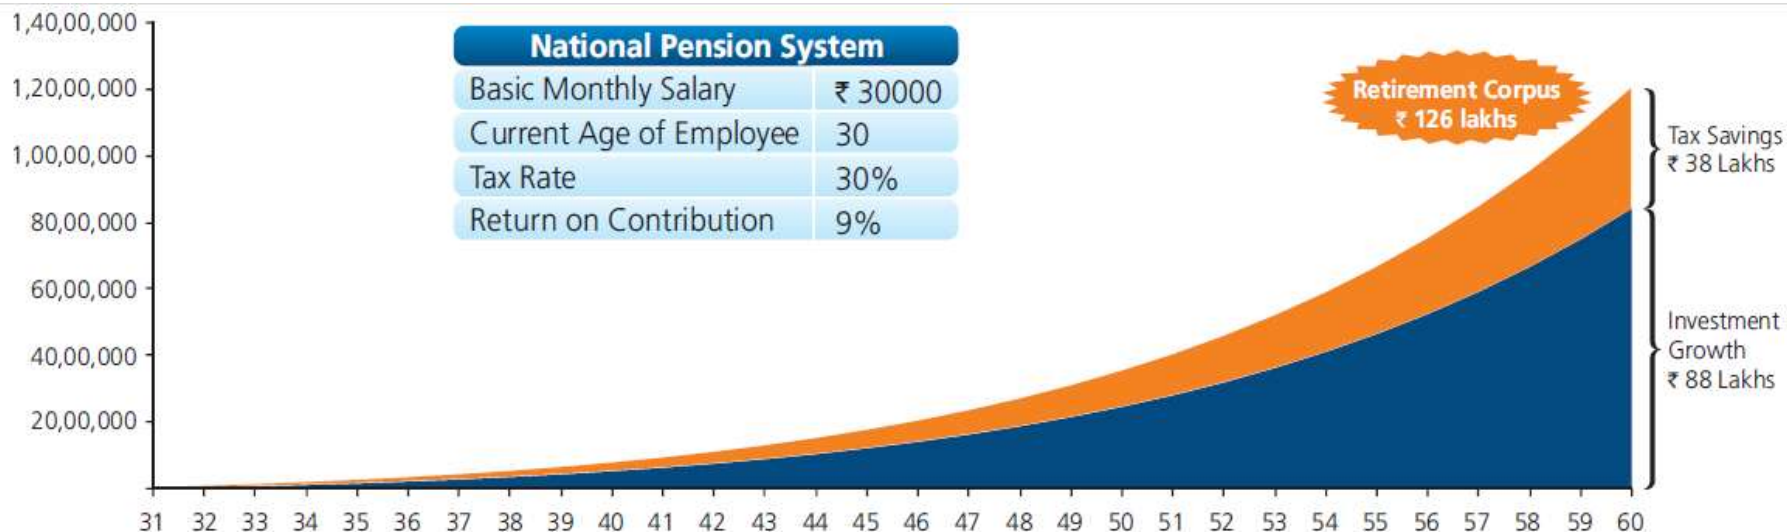 1,40,00,000
1,20,00,000
1,00,00,000
80,00,000
60,00,000
40,00,000
20,00,000
National Pension System
Basic Monthly Salary ₹ 30000
Current Age of Employee 30
Tax Rate 30%
Return on Contribution 9%
Retirement Corpus
₹ 126 lakhs
Tax Savings
₹ 38 Lakhs
Investment
Growth
₹ 88 Lakhs
31 32 33 34 35 36 37 38 39 40 41 42 43 44 45 46 47 48 49 50 51 52 53 54 55 56 57 58 59 60